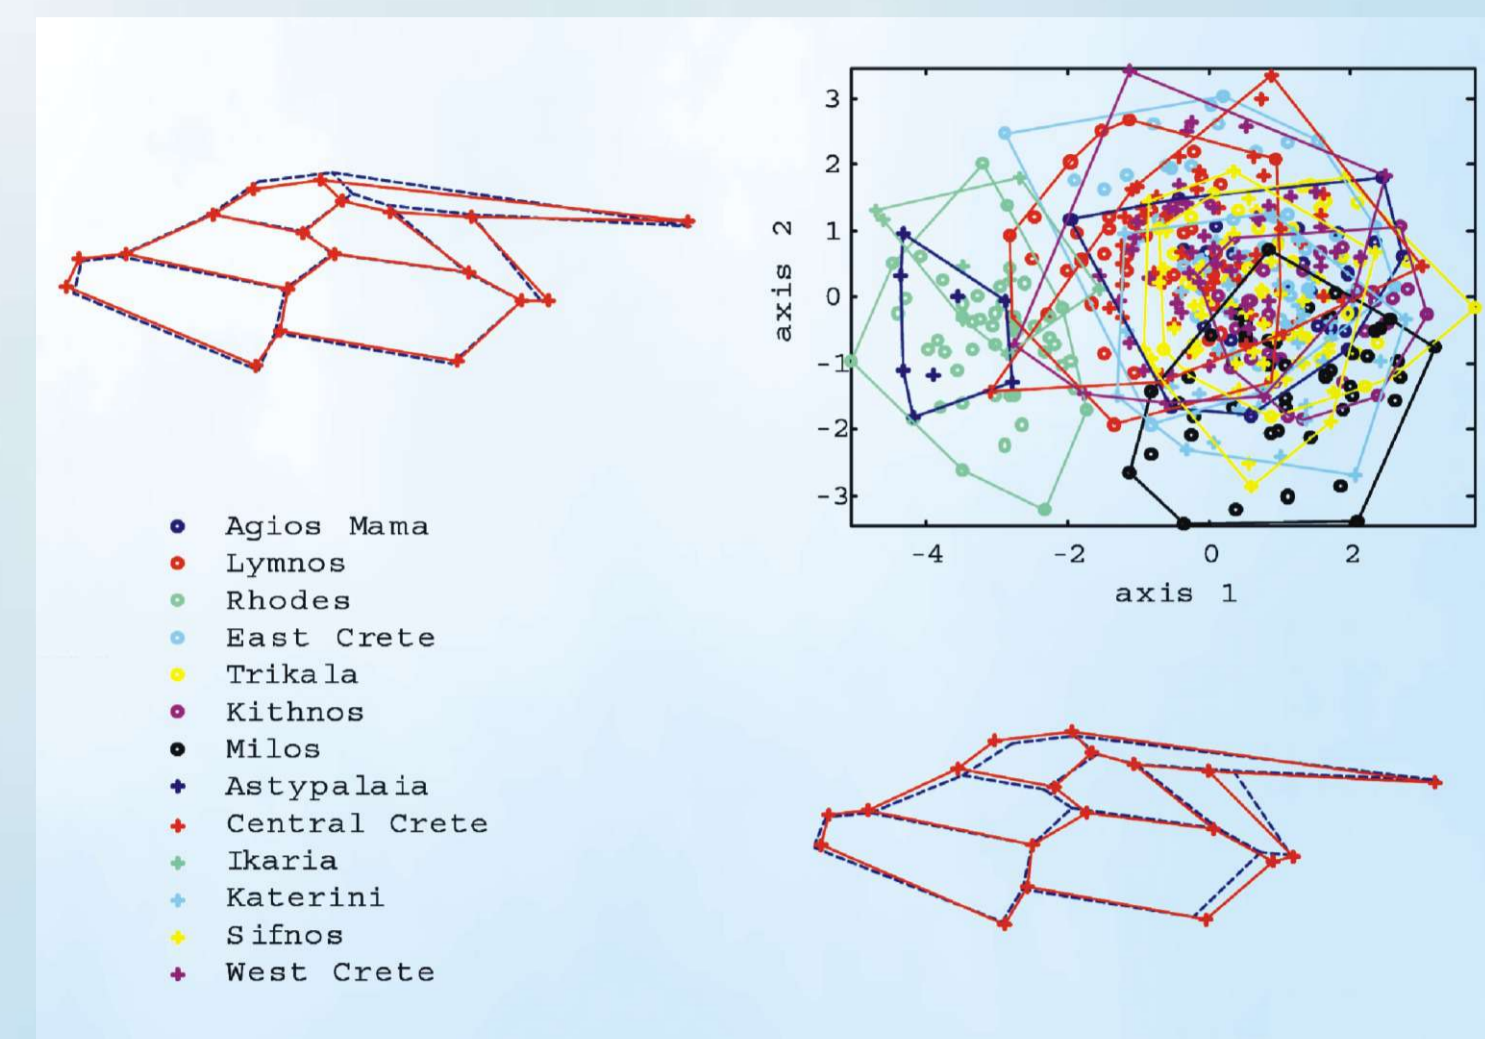 3
2
1
0
-1
-2
-3
axis 2
-4 -2 0 2
axis 1
Agios Mama
Lymnos
Rhodes
East Crete
Trikala
Kithnos
Milos
Astypalaia
Central Crete
Ikaria
Katerini
Sifnos
West Crete